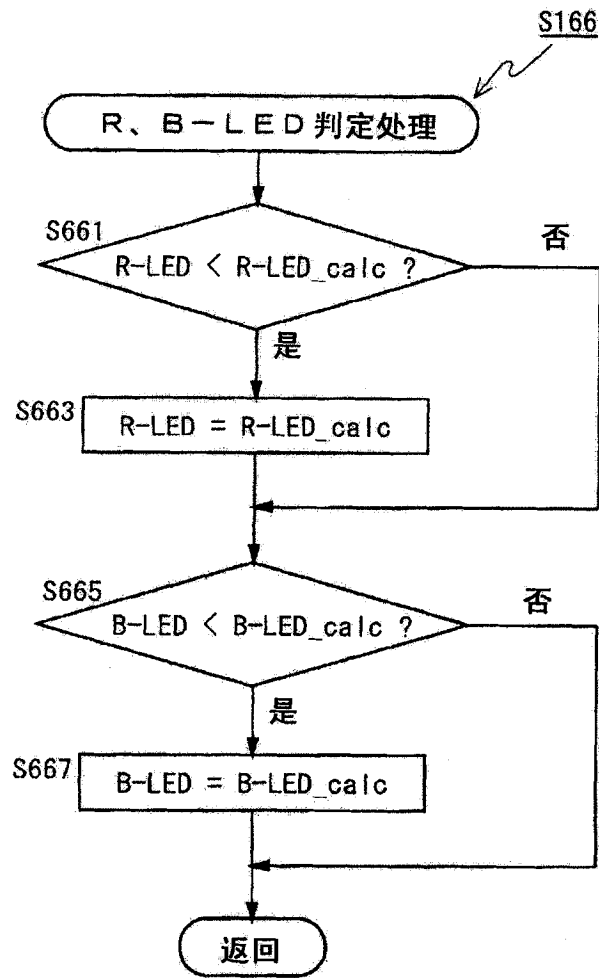 S166
R、B-LED判定处理
S661
R-LED < R-LED_calc ?
否
是
S663
R-LED = R-LED_calc
S665
B-LED < B-LED_calc ?
否
是
S667
B-LED = B-LED_calc
返回